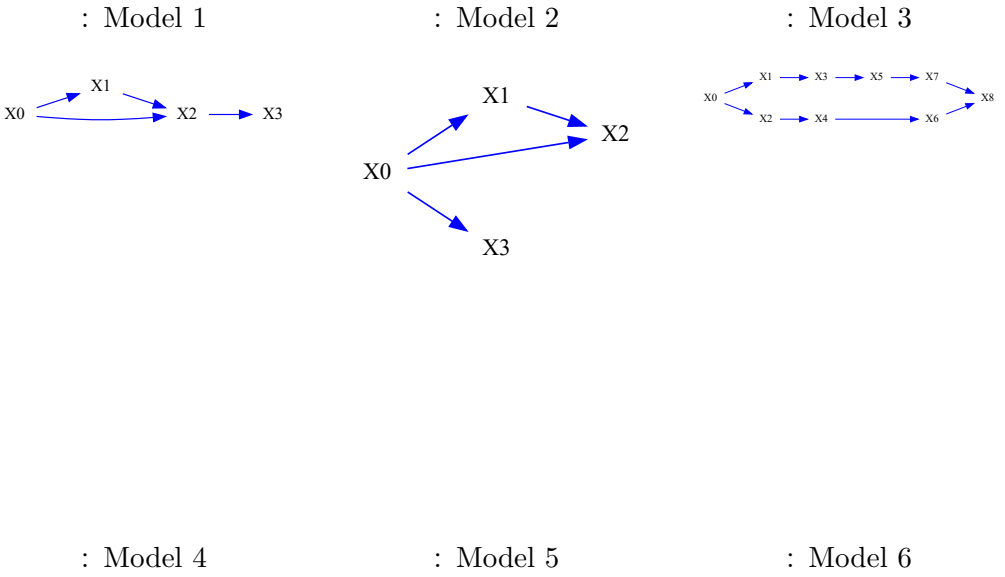 : Model 1
: Model 2
: Model 3
X0
X1
X2
X3
X0
X1
X2
X3
X0
X1
X3
X5
X7
X8
X2
X4
X6
: Model 4
: Model 5
: Model 6